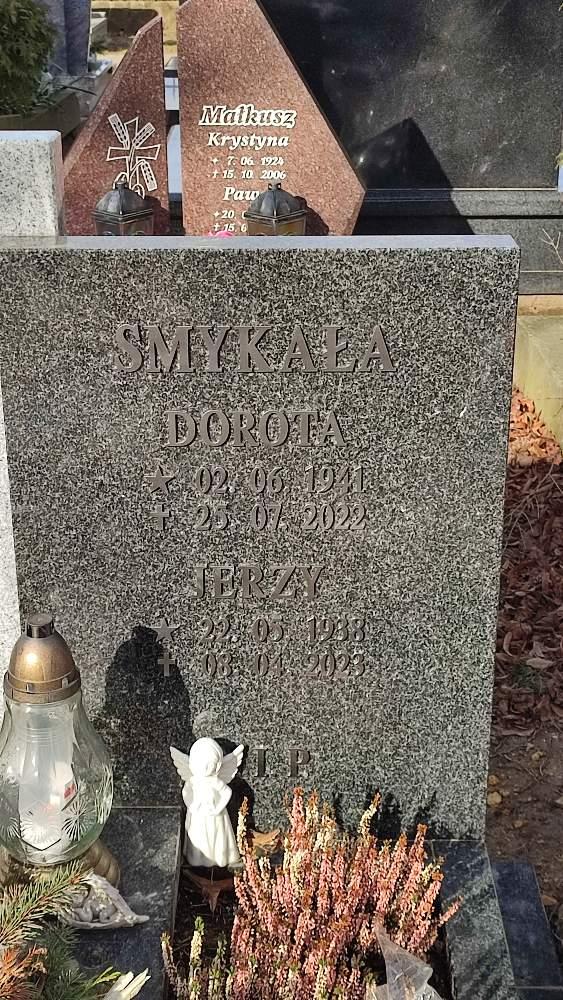 Małkusz
Krystyna
+ 7. 06. 1924
+ 15. 10. 2006
SMYKAŁA
DOROTA
★ 02. 06. 1941
✝ 25. 07. 2022
JERZY
★ 22. 05. 1938
✝ 08. 04. 2023
I P